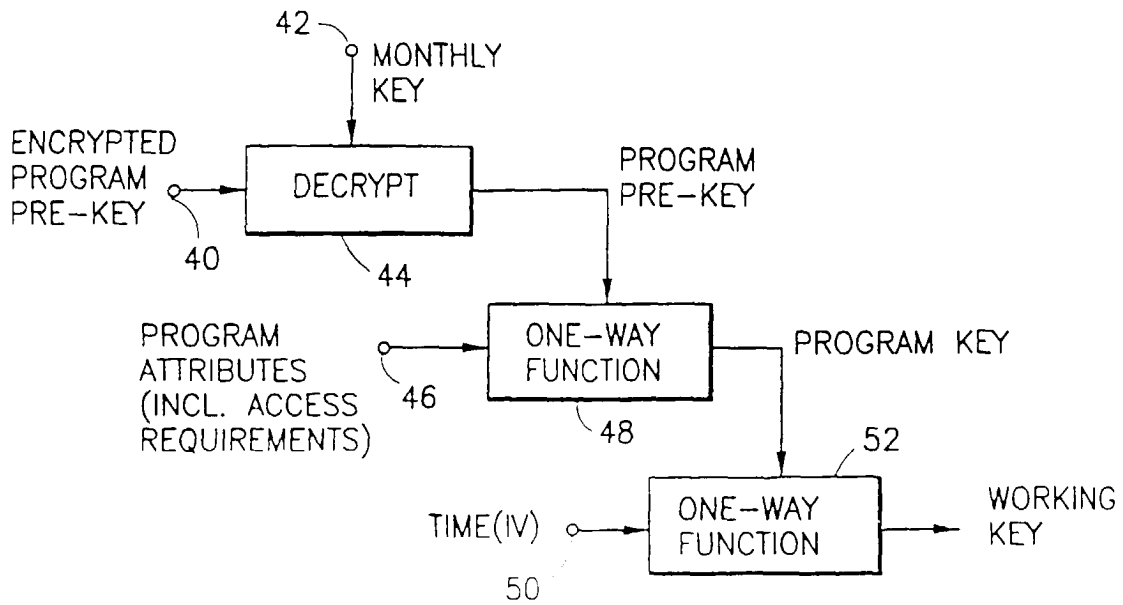 42
MONTHLY
KEY
ENCRYPTED
PROGRAM
PRE-KEY
40
DECRYPT
44
PROGRAM
PRE-KEY
PROGRAM
ATTRIBUTES
(INCL. ACCESS
REQUIREMENTS)
46
ONE-WAY
FUNCTION
48
PROGRAM KEY
52
TIME(IV)
50
ONE-WAY
FUNCTION
WORKING
KEY